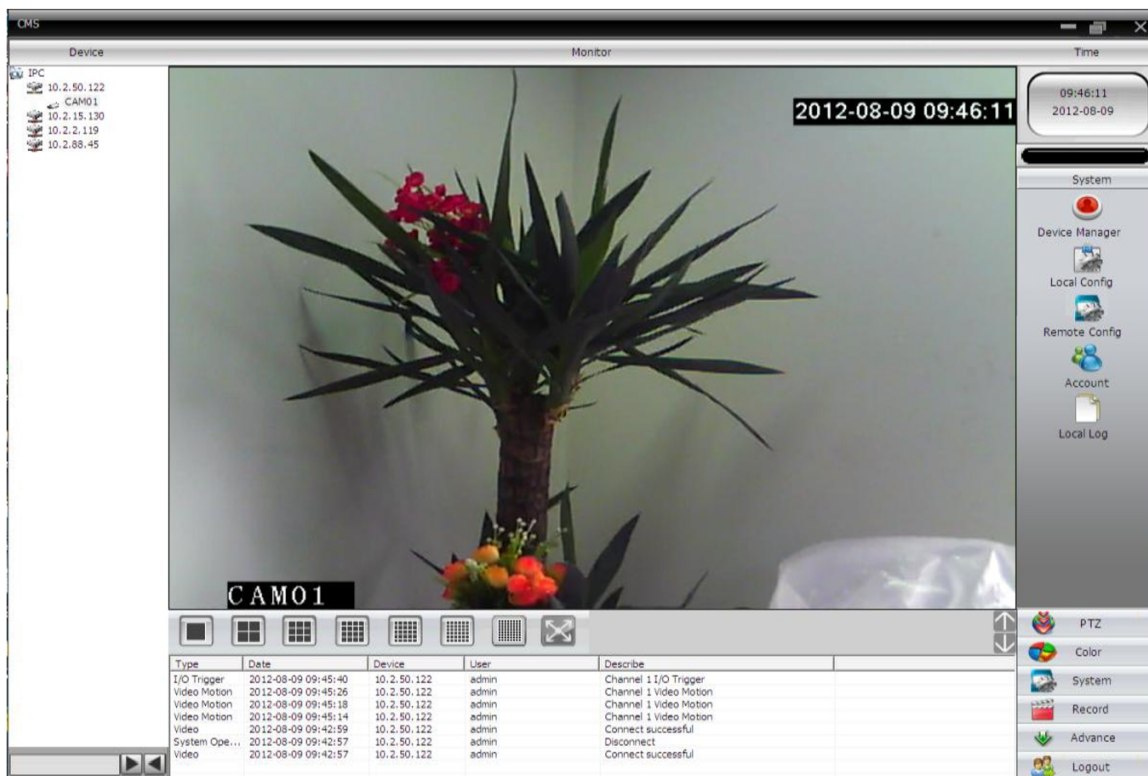 CMS
Device
Monitor
Time
IPC
10.2.50.122
CAM01
10.2.15.130
10.2.2.119
10.2.88.45
2012-08-09 09:46:11
CAM01
09:46:11
2012-08-09
System
Device Manager
Local Config
Remote Config
Account
Local Log
PTZ
Color
System
Record
Advance
Logout
Type Date Device User Describe
I/O Trigger 2012-08-09 09:45:40 10.2.50.122 admin Channel 1 I/O Trigger
Video Motion 2012-08-09 09:45:26 10.2.50.122 admin Channel 1 Video Motion
Video Motion 2012-08-09 09:45:18 10.2.50.122 admin Channel 1 Video Motion
Video Motion 2012-08-09 09:45:14 10.2.50.122 admin Channel 1 Video Motion
Video 2012-08-09 09:42:59 10.2.50.122 admin Connect successful
System Ope... 2012-08-09 09:42:57 10.2.50.122 admin Disconnect
Video 2012-08-09 09:42:57 10.2.50.122 admin Connect successful